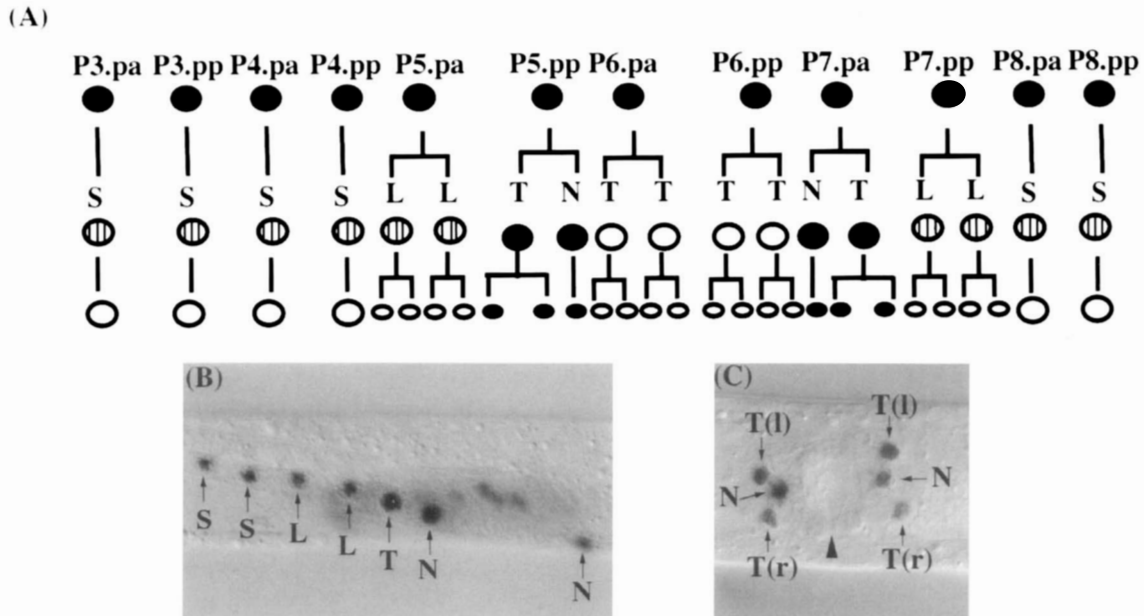 (A)
P3.pa P3.pp P4.pa P4.pp P5.pa P5.pp P6.pa P6.pp P7.pa P7.pp P8.pa P8.pp
S S S S L L T N T T T T N T L L S S
(B)
S S L L T N N
(C)
T(l) T(l)
N N
T(r) T(r)